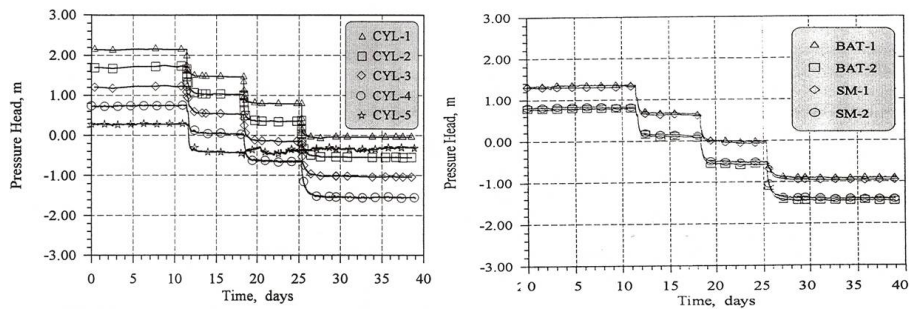 3.00
2.00
1.00
0.00
-1.00
-2.00
-3.00
Pressure Head, m
CYL-1
CYL-2
CYL-3
CYL-4
CYL-5
0 5 10 15 20 25 30 35 40
Time, days
3.00
2.00
1.00
0.00
-1.00
-2.00
-3.00
Pressure Head, m
BAT-1
BAT-2
SM-1
SM-2
0 5 10 15 20 25 30 35 40
Time, days